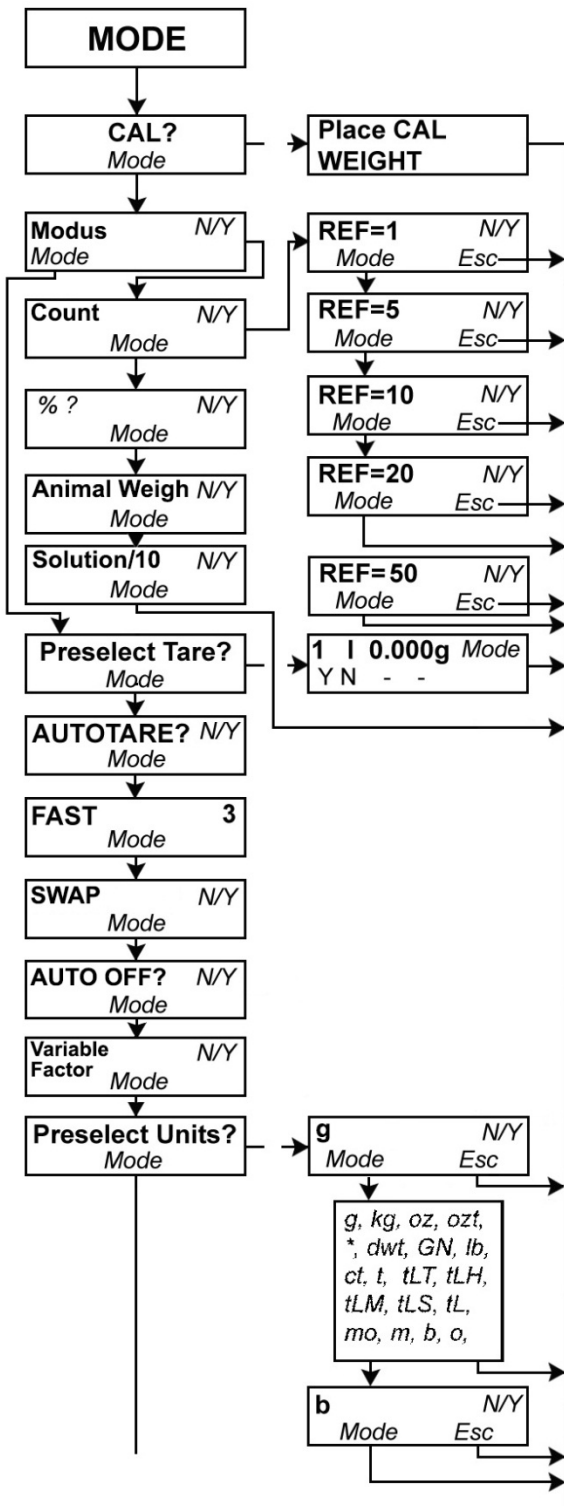 MODE
CAL?
Mode
Place CAL
WEIGHT
Modus N/Y
Mode
REF=1 N/Y
Mode Esc
Count N/Y
Mode
REF=5 N/Y
Mode Esc
% ? N/Y
Mode
REF=10 N/Y
Mode Esc
Animal Weigh N/Y
Mode
REF=20 N/Y
Mode Esc
Solution/10 N/Y
Mode
REF=50 N/Y
Mode Esc
Preselect Tare?
Mode
1 I 0.000g Mode
Y N - -
AUTOTARE? N/Y
Mode
FAST 3
Mode
SWAP N/Y
Mode
AUTO OFF? N/Y
Mode
Variable
Factor N/Y
Mode
Preselect Units?
Mode
g N/Y
Mode Esc
g, kg, oz, ozt,
*, dwt, GN, lb,
ct, t, tLT, tLH,
tLM, tLS, tL,
mo, m, b, o,
b N/Y
Mode Esc